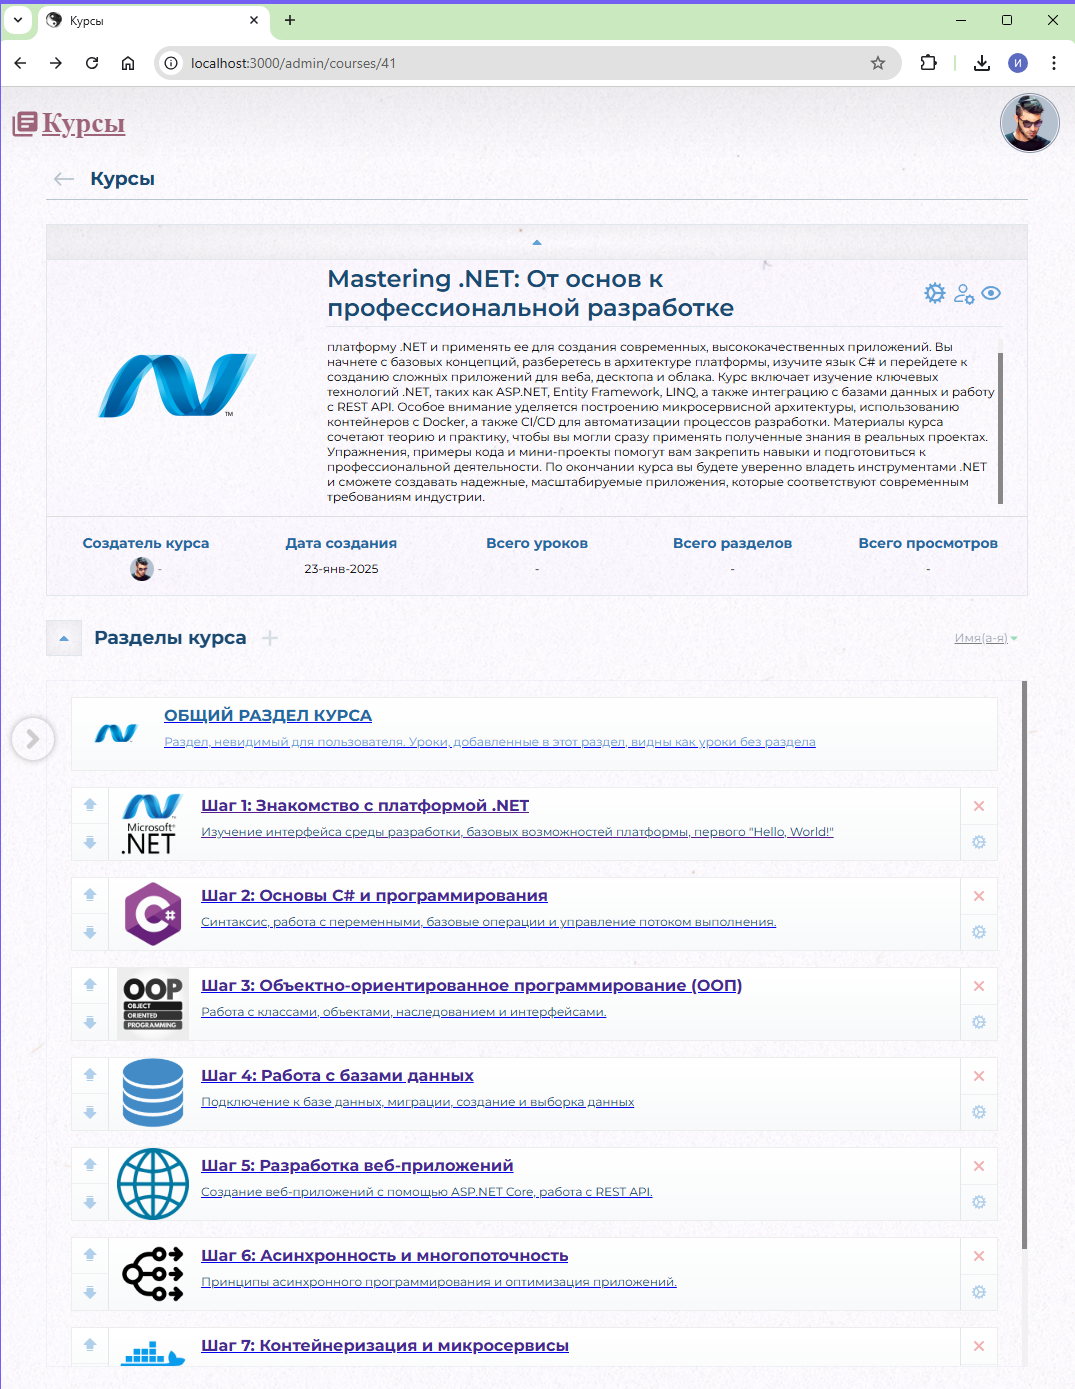 Курсы
localhost:3000/admin/courses/41
И
Курсы
Курсы
Mastering .NET: От основ к
профессиональной разработке
платформу .NET и применять ее для создания современных, высококачественных приложений. Вы
начнете с базовых концепций, разберетесь в архитектуре платформы, изучите язык C# и перейдете к
созданию сложных приложений для веба, десктопа и облака. Курс включает изучение ключевых
технологий .NET, таких как ASP.NET, Entity Framework, LINQ, а также интеграцию с базами данных и работу
с REST API. Особое внимание уделяется построению микросервисной архитектуры, использованию
контейнеров с Docker, а также CI/CD для автоматизации процессов разработки. Материалы курса
сочетают теорию и практику, чтобы вы могли сразу применять полученные знания в реальных проектах.
Упражнения, примеры кода и мини-проекты помогут вам закрепить навыки и подготовиться к
профессиональной деятельности. По окончании курса вы будете уверенно владеть инструментами .NET
и сможете создавать надежные, масштабируемые приложения, которые соответствуют современным
требованиям индустрии.
TM
Создатель курса Дата создания Всего уроков Всего разделов Всего просмотров
- 23-янв-2025 - - -
Разделы курса
Имя(а-я)
ОБЩИЙ РАЗДЕЛ КУРСА
Раздел, невидимый для пользователя. Уроки, добавленные в этот раздел, видны как уроки без раздела
Microsoft®
.NET
Шаг 1: Знакомство с платформой .NET
Изучение интерфейса среды разработки, базовых возможностей платформы, первого "Hello, World!"
C#
Шаг 2: Основы C# и программирования
Синтаксис, работа с переменными, базовые операции и управление потоком выполнения.
OOP
OBJECT
ORIENTED
PROGRAMMING
Шаг 3: Объектно-ориентированное программирование (ООП)
Работа с классами, объектами, наследованием и интерфейсами.
Шаг 4: Работа с базами данных
Подключение к базе данных, миграции, создание и выборка данных
Шаг 5: Разработка веб-приложений
Создание веб-приложений с помощью ASP.NET Core, работа с REST API.
Шаг 6: Асинхронность и многопоточность
Принципы асинхронного программирования и оптимизация приложений.
Шаг 7: Контейнеризация и микросервисы